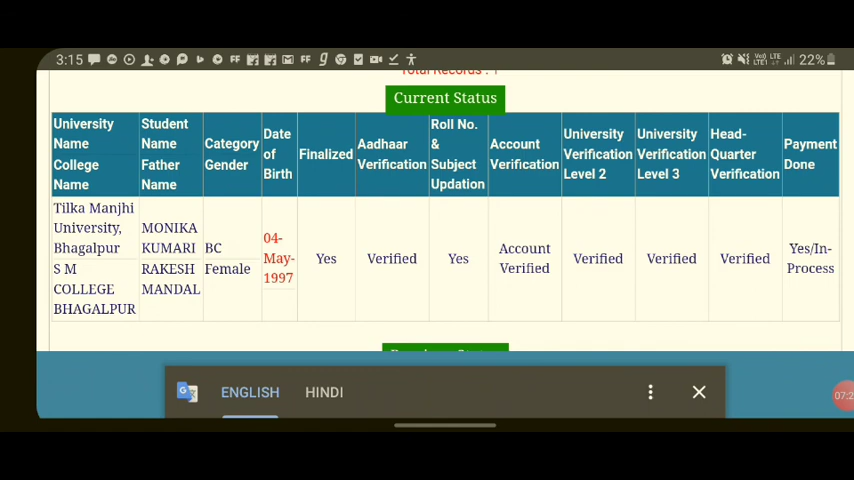 3:15 22%
Total Records : 1
Current Status
University Name
College Name
Student Name
Father Name
Category
Gender
Date of Birth
Finalized
Aadhaar Verification
Roll No. & Subject Updation
Account Verification
University Verification Level 2
University Verification Level 3
Head-Quarter Verification
Payment Done
Tilka Manjhi
University,
Bhagalpur
S M
COLLEGE
BHAGALPUR
MONIKA
KUMARI
RAKESH
MANDAL
BC
Female
04-
May-
1997
Yes
Verified
Yes
Account
Verified
Verified
Verified
Verified
Yes/In-
Process
ENGLISH HINDI